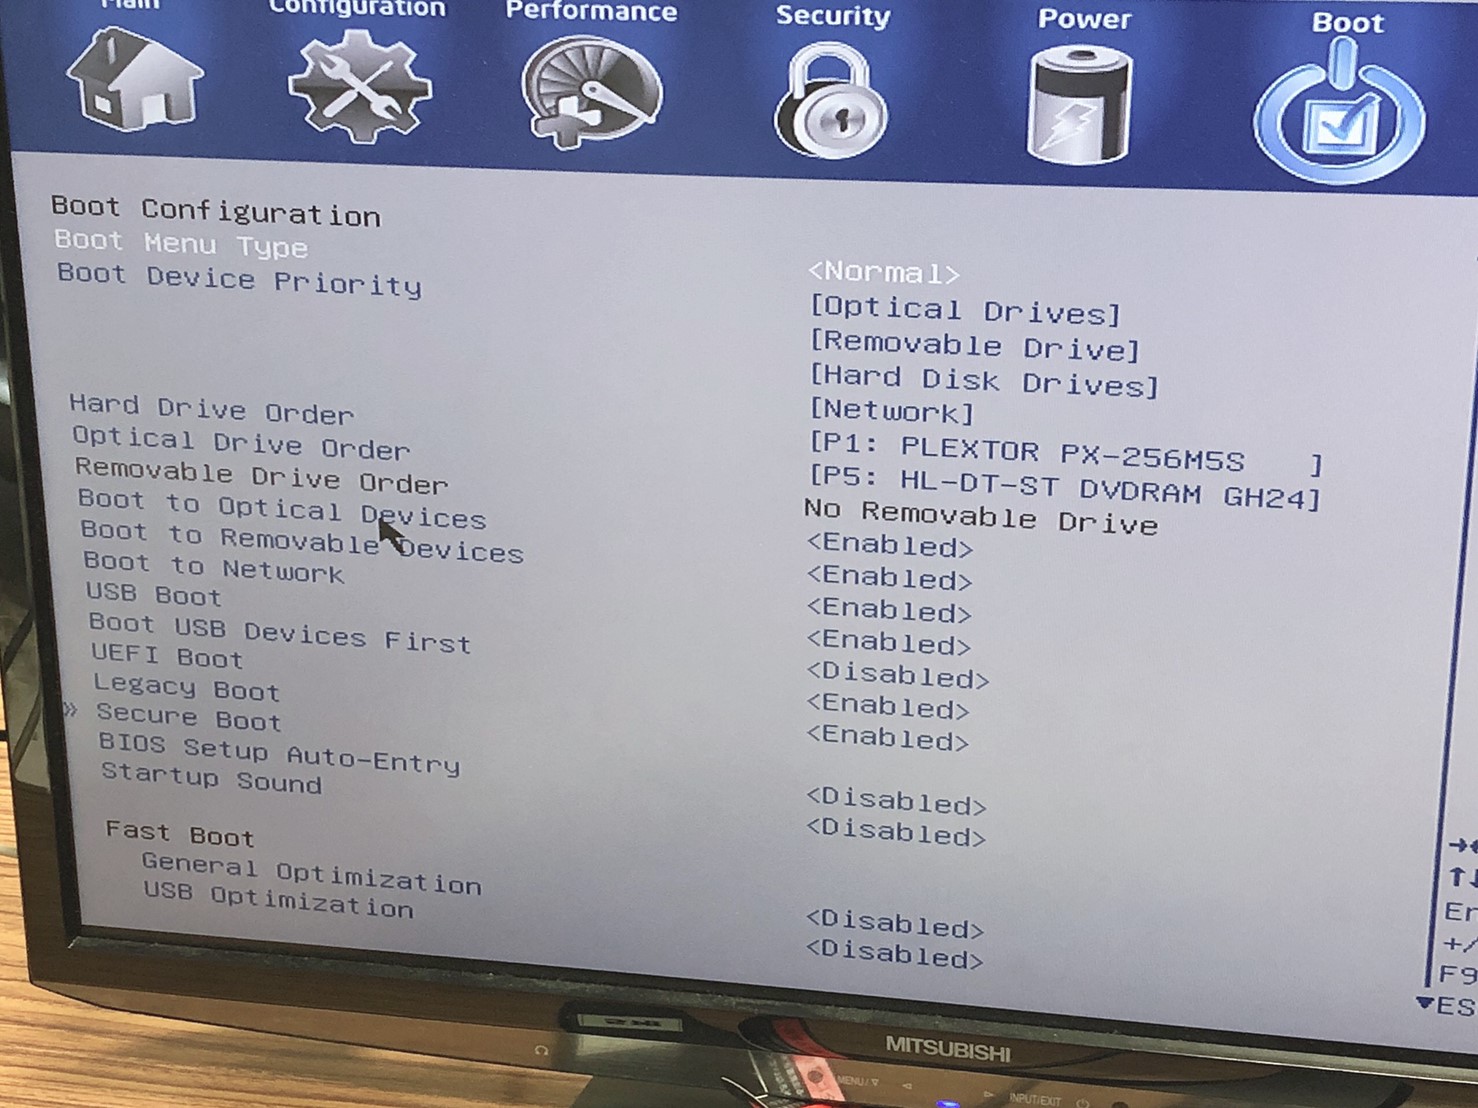 Main Configuration Performance Security Power Boot
Boot Configuration
Boot Menu Type <Normal>
Boot Device Priority [Optical Drives]
[Removable Drive]
[Hard Disk Drives]
[Network]
Hard Drive Order [P1: PLEXTOR PX-256M5S ]
Optical Drive Order [P5: HL-DT-ST DVDRAM GH24]
Removable Drive Order No Removable Drive
Boot to Optical Devices <Enabled>
Boot to Removable Devices <Enabled>
Boot to Network <Enabled>
USB Boot <Enabled>
Boot USB Devices First <Disabled>
UEFI Boot <Enabled>
Legacy Boot <Enabled>
» Secure Boot
BIOS Setup Auto-Entry <Disabled>
Startup Sound <Disabled>
Fast Boot
General Optimization <Disabled>
USB Optimization <Disabled>
→←
↑↓
+/
F9
▼ES
MITSUBISHI
MENU/▼
INPUT/EXIT